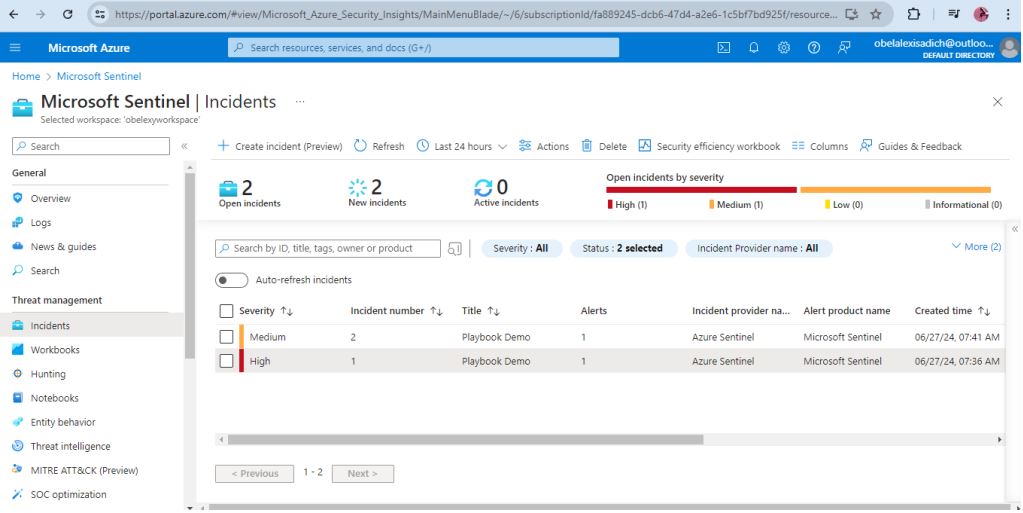 https://portal.azure.com/#view/Microsoft_Azure_Security_Insights/MainMenuBlade/~/6/subscriptionId/fa889245-dcb6-47d4-a2e6-1c5bf7bd925f/resource...
Microsoft Azure
Search resources, services, and docs (G+/)
obelalexisadich@outloo...
DEFAULT DIRECTORY
Home > Microsoft Sentinel
Microsoft Sentinel | Incidents ...
Selected workspace: 'obelexyworkspace'
Search
«
Create incident (Preview)
Refresh
Last 24 hours
Actions
Delete
Security efficiency workbook
Columns
Guides & Feedback
General
Overview
Logs
News & guides
Search
Threat management
Incidents
Workbooks
Hunting
Notebooks
Entity behavior
Threat intelligence
MITRE ATT&CK (Preview)
SOC optimization
2
Open incidents
2
New incidents
0
Active incidents
Open incidents by severity
High (1)
Medium (1)
Low (0)
Informational (0)
«
Search by ID, title, tags, owner or product
Severity : All
Status : 2 selected
Incident Provider name : All
More (2)
Auto-refresh incidents
Severity ↑↓ Incident number ↑↓ Title ↑↓ Alerts Incident provider na... Alert product name Created time ↑↓
Medium 2 Playbook Demo 1 Azure Sentinel Microsoft Sentinel 06/27/24, 07:41 AM
High 1 Playbook Demo 1 Azure Sentinel Microsoft Sentinel 06/27/24, 07:36 AM
< Previous 1 - 2 Next >